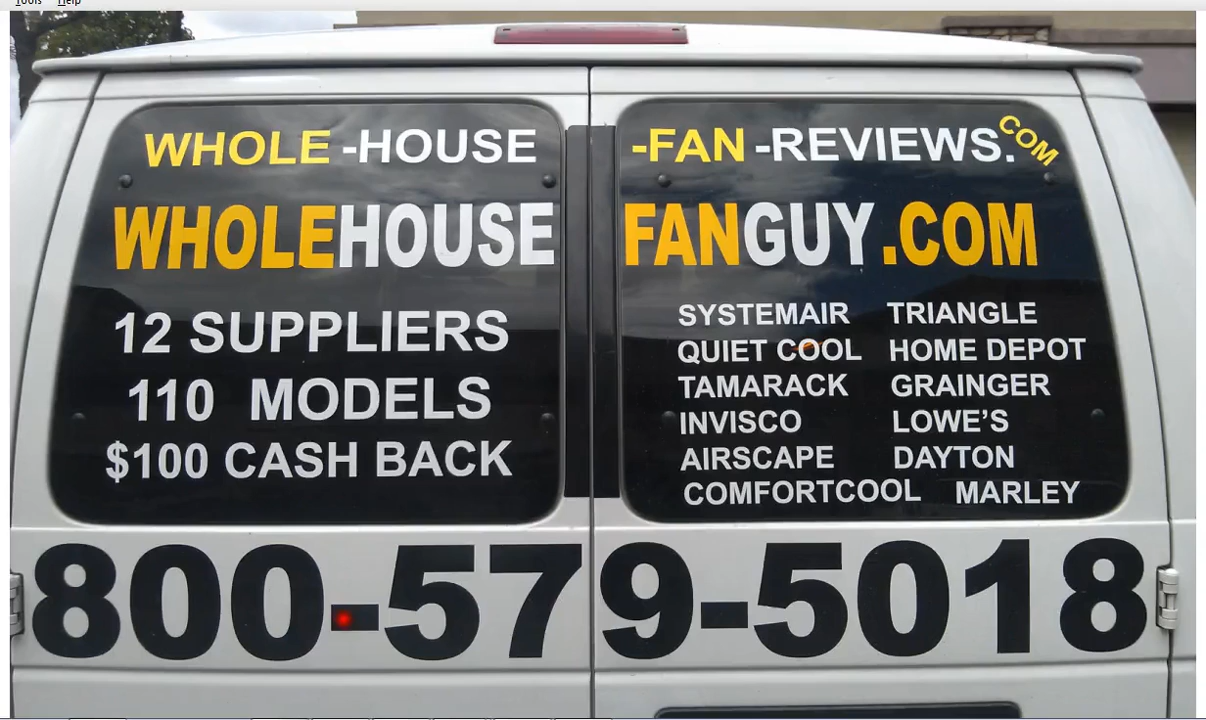 Tools Help
WHOLE-HOUSE -FAN-REVIEWS.COM
WHOLEHOUSE FANGUY.COM
12 SUPPLIERS
110 MODELS
$100 CASH BACK
SYSTEMAIR TRIANGLE
QUIET COOL HOME DEPOT
TAMARACK GRAINGER
INVISCO LOWE'S
AIRSCAPE DAYTON
COMFORTCOOL MARLEY
800-579-5018